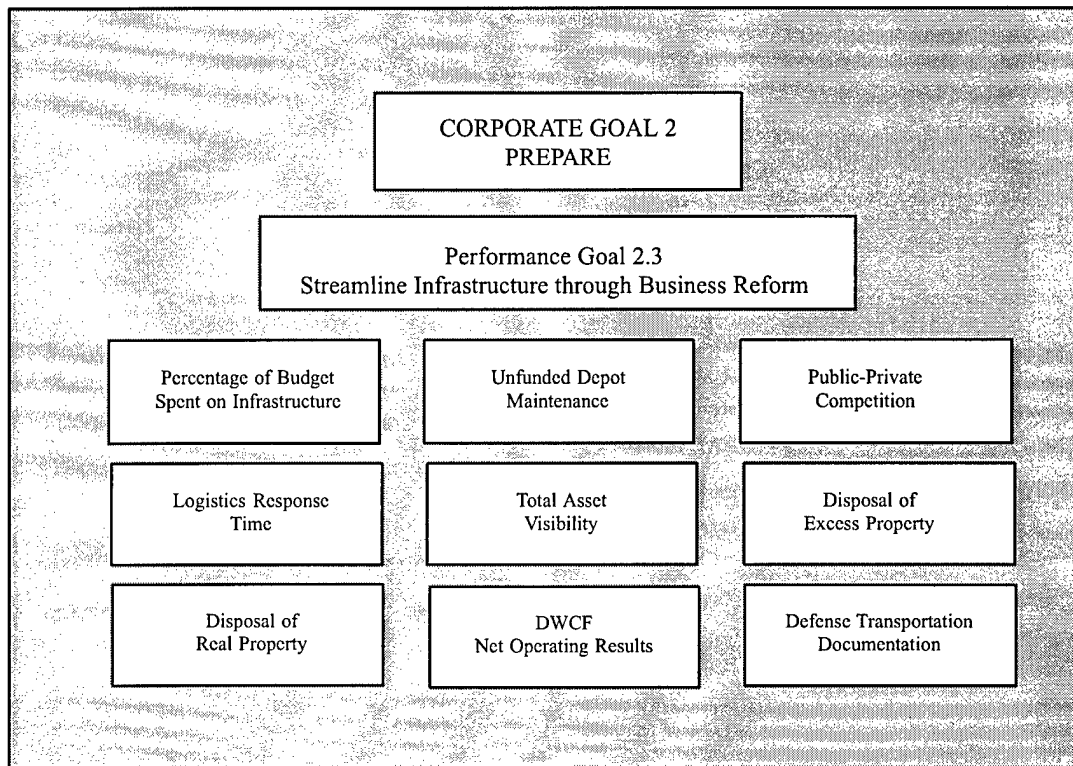 CORPORATE GOAL 2
PREPARE
Performance Goal 2.3
Streamline Infrastructure through Business Reform
Percentage of Budget
Spent on Infrastructure
Unfunded Depot
Maintenance
Public-Private
Competition
Logistics Response
Time
Total Asset
Visibility
Disposal of
Excess Property
Disposal of
Real Property
DWCF
Net Operating Results
Defense Transportation
Documentation